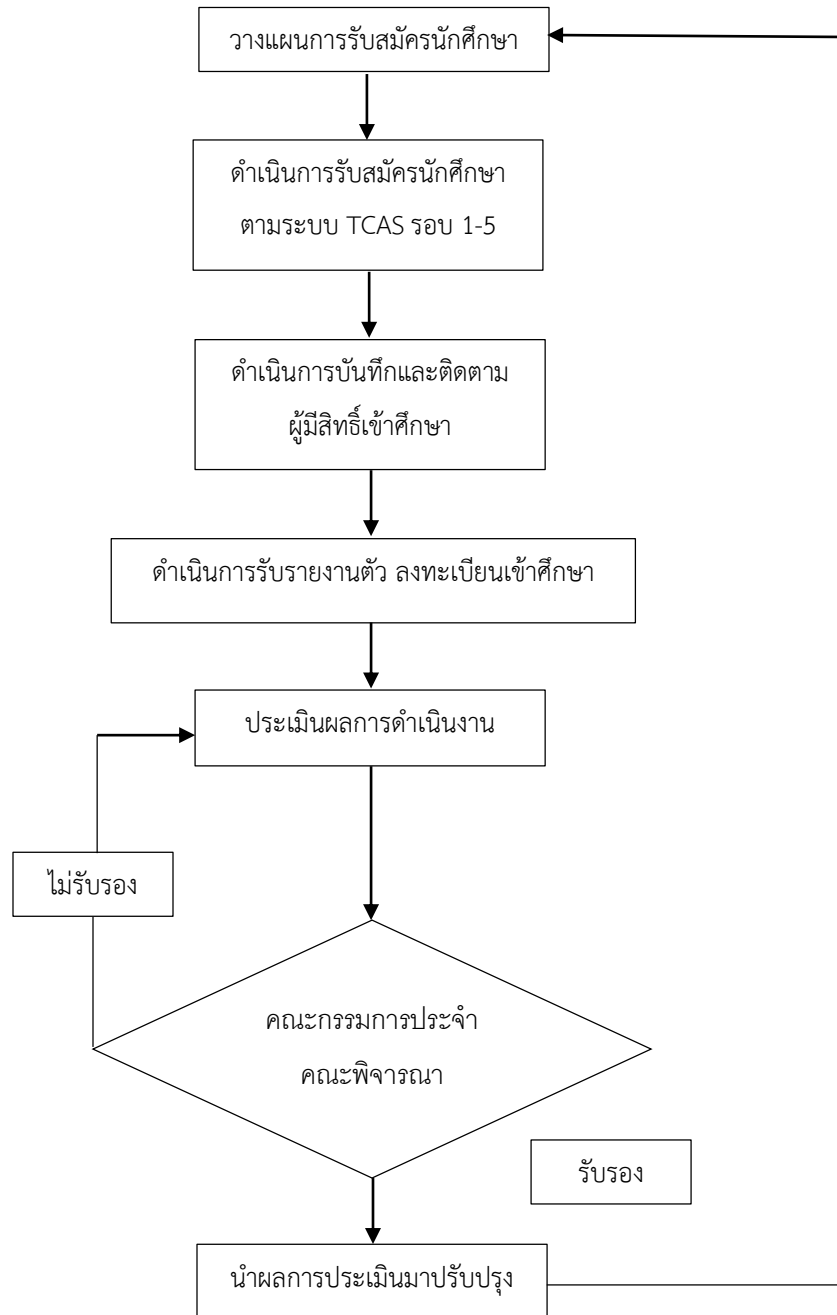 วางแผนการรับสมัครนักศึกษา
ดำเนินการรับสมัครนักศึกษา
ตามระบบ TCAS รอบ 1-5
ดำเนินการบันทึกและติดตาม
ผู้มีสิทธิ์เข้าศึกษา
ดำเนินการรับรายงานตัว ลงทะเบียนเข้าศึกษา
ประเมินผลการดำเนินงาน
ไม่รับรอง
คณะกรรมการประจำ
คณะพิจารณา
รับรอง
นำผลการประเมินมาปรับปรุง